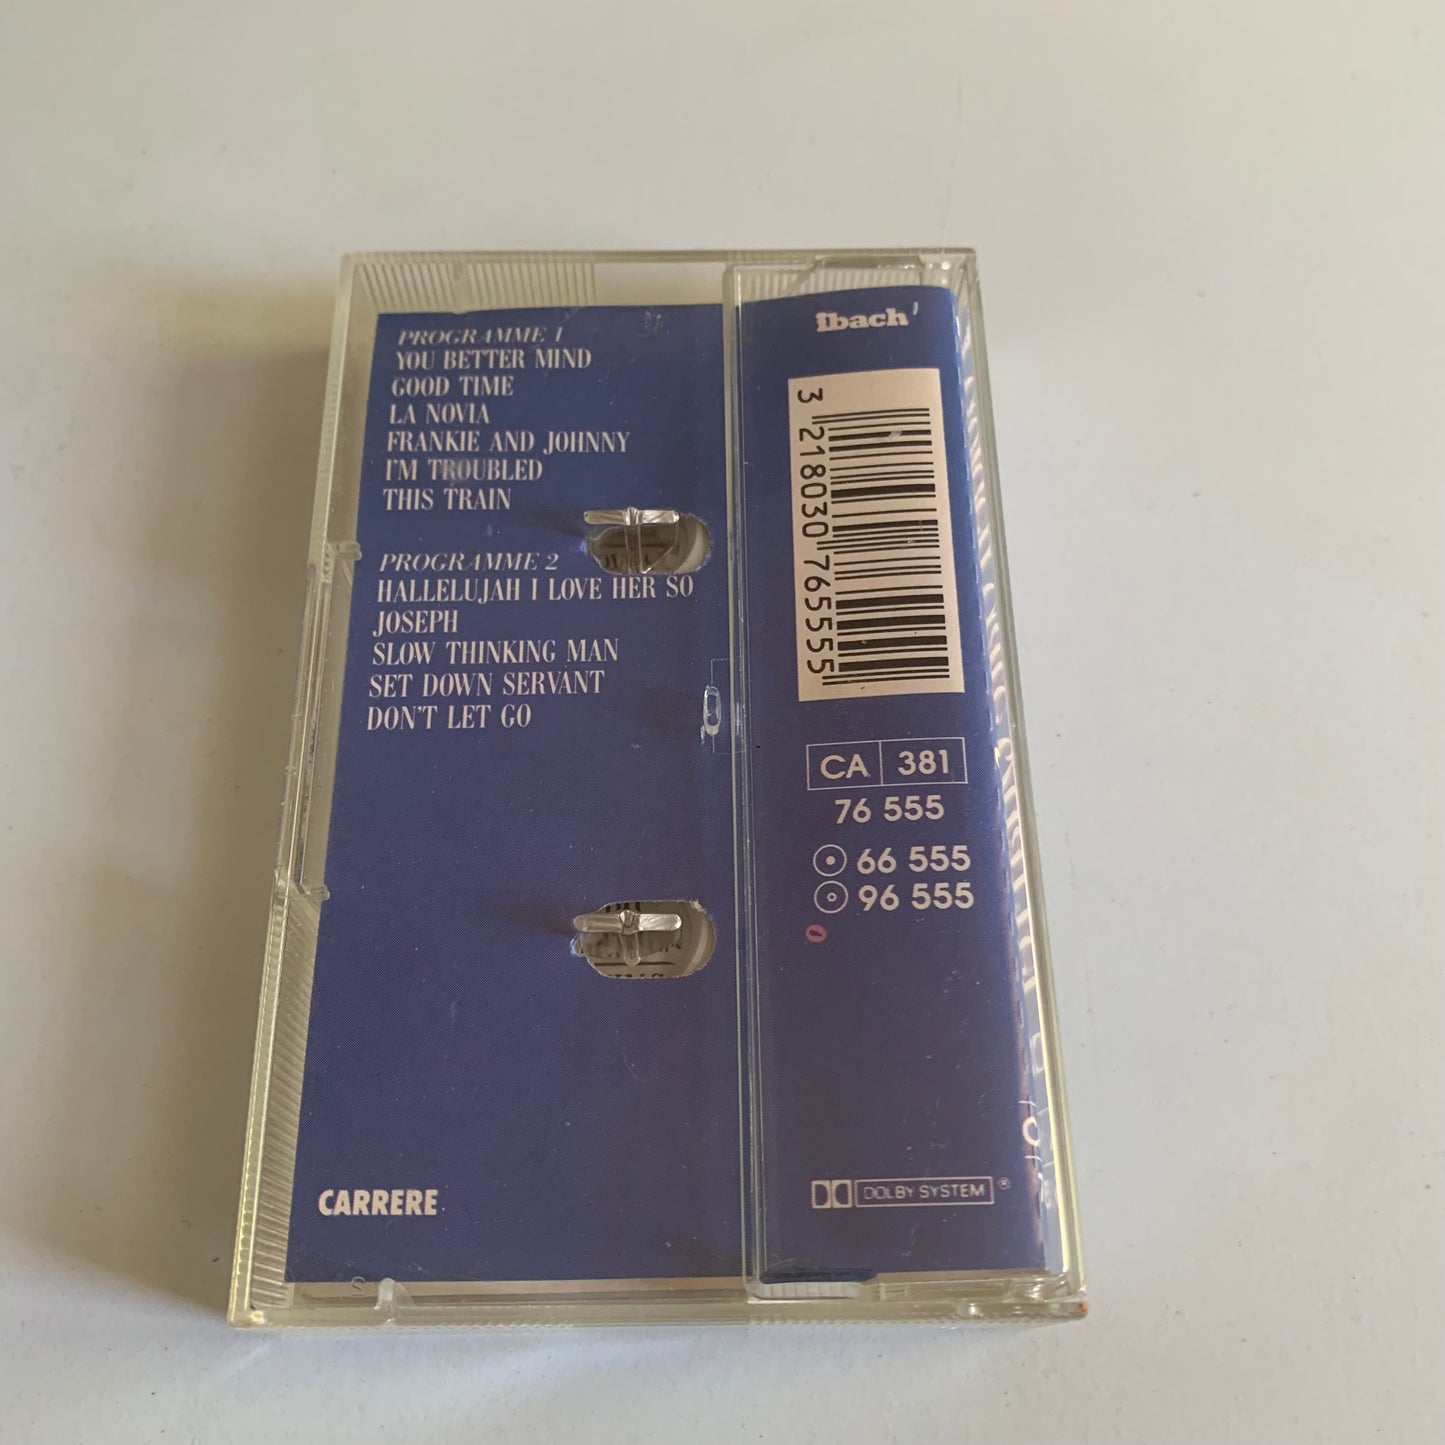 PROGRAMME 1
YOU BETTER MIND
GOOD TIME
LA NOVIA
FRANKIE AND JOHNNY
I'M TROUBLED
THIS TRAIN
PROGRAMME 2
HALLELUJAH I LOVE HER SO
JOSEPH
SLOW THINKING MAN
SET DOWN SERVANT
DON'T LET GO
CARRERE
ibach'
3 218030 765555
CA 381
76 555
66 555
96 555
DOLBY SYSTEM ®